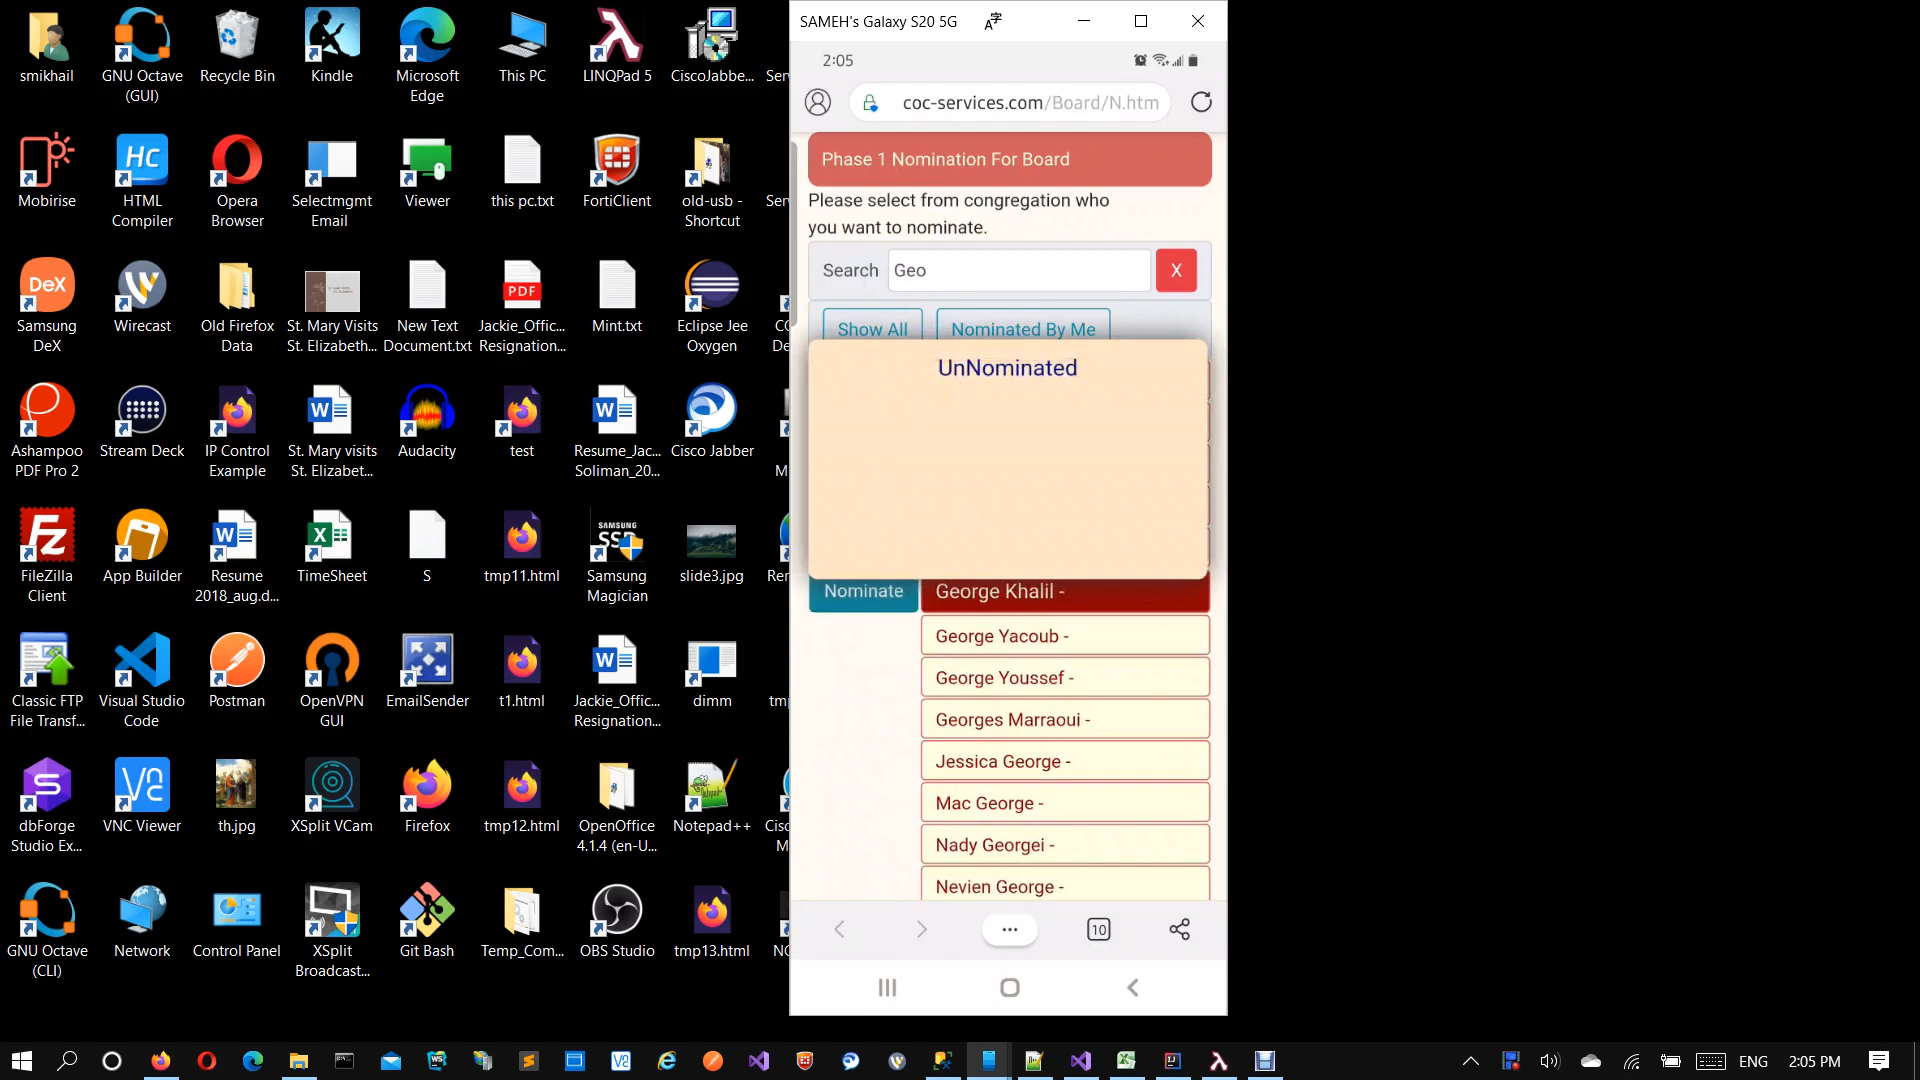 smikhail
GNU Octave
(GUI)
Recycle Bin
Kindle
Microsoft
Edge
This PC
LINQPad 5
CiscoJabbe...
Mobirise
HTML
Compiler
Opera
Browser
Selectmgmt
Email
Viewer
this pc.txt
FortiClient
old-usb -
Shortcut
Samsung
DeX
Wirecast
Old Firefox
Data
St. Mary Visits
St. Elizabeth...
New Text
Document.txt
Jackie_Offic...
Resignation...
Mint.txt
Eclipse Jee
Oxygen
Ashampoo
PDF Pro 2
Stream Deck
IP Control
Example
St. Mary visits
St. Elizabet...
Audacity
test
Resume_Jac...
Soliman_20...
Cisco Jabber
FileZilla
Client
App Builder
Resume
2018_aug.d...
TimeSheet
S
tmp11.html
Samsung
Magician
slide3.jpg
Classic FTP
File Transf...
Visual Studio
Code
Postman
OpenVPN
GUI
EmailSender
t1.html
Jackie_Offic...
Resignation...
dimm
dbForge
Studio Ex...
VNC Viewer
th.jpg
XSplit VCam
Firefox
tmp12.html
OpenOffice
4.1.4 (en-U...
Notepad++
GNU Octave
(CLI)
Network
Control Panel
XSplit
Broadcast...
Git Bash
Temp_Com...
OBS Studio
tmp13.html
SAMEH's Galaxy S20 5G
2:05
coc-services.com/Board/N.htm
Phase 1 Nomination For Board
Please select from congregation who
you want to nominate.
Search Geo X
Show All Nominated By Me
UnNominated
Nominate George Khalil -
George Yacoub -
George Youssef -
Georges Marraoui -
Jessica George -
Mac George -
Nady Georgei -
Nevien George -
10
ENG 2:05 PM